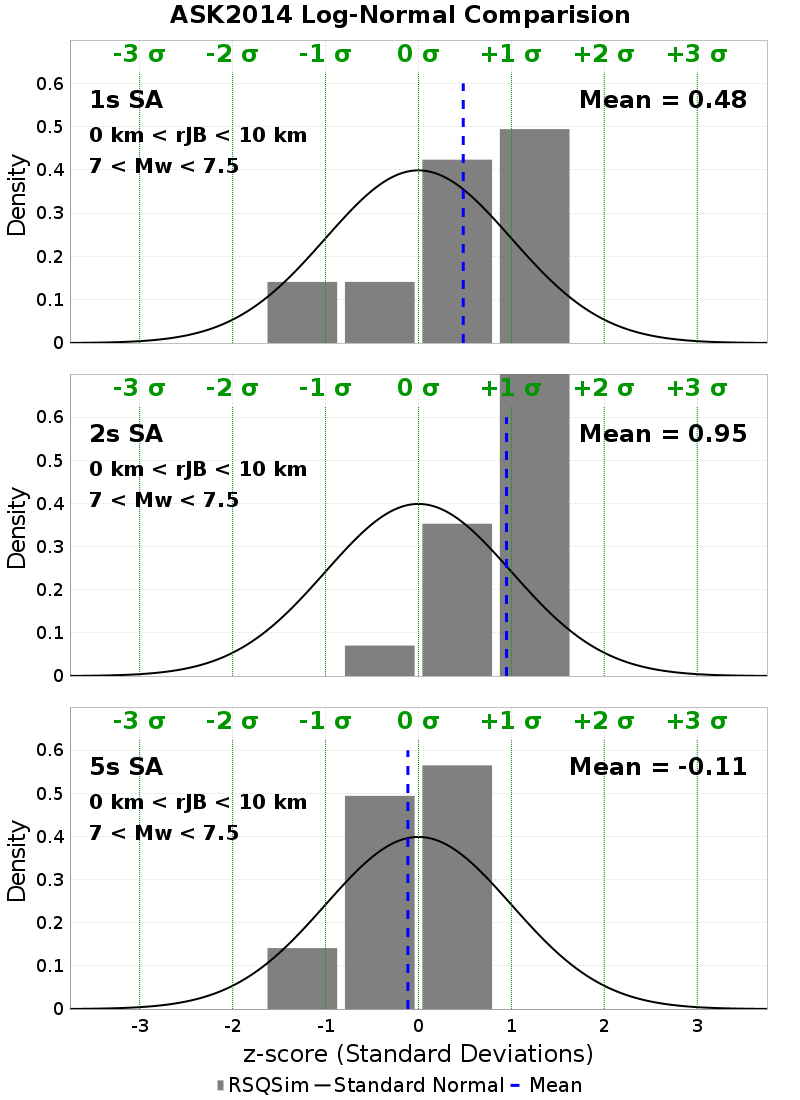 ASK2014 Log-Normal Comparision
-3 σ -2 σ -1 σ 0 σ +1 σ +2 σ +3 σ
0.6
1s SA Mean = 0.48
0.5
0 km < rJB < 10 km
7 < Mw < 7.5
0.4
Density
0.3
0.2
0.1
0
-3 σ -2 σ -1 σ 0 σ +1 σ +2 σ +3 σ
0.6
2s SA Mean = 0.95
0.5
0 km < rJB < 10 km
7 < Mw < 7.5
0.4
Density
0.3
0.2
0.1
0
-3 σ -2 σ -1 σ 0 σ +1 σ +2 σ +3 σ
0.6
5s SA Mean = -0.11
0.5
0 km < rJB < 10 km
7 < Mw < 7.5
0.4
Density
0.3
0.2
0.1
0
-3 -2 -1 0 1 2 3
z-score (Standard Deviations)
RSQSim Standard Normal Mean